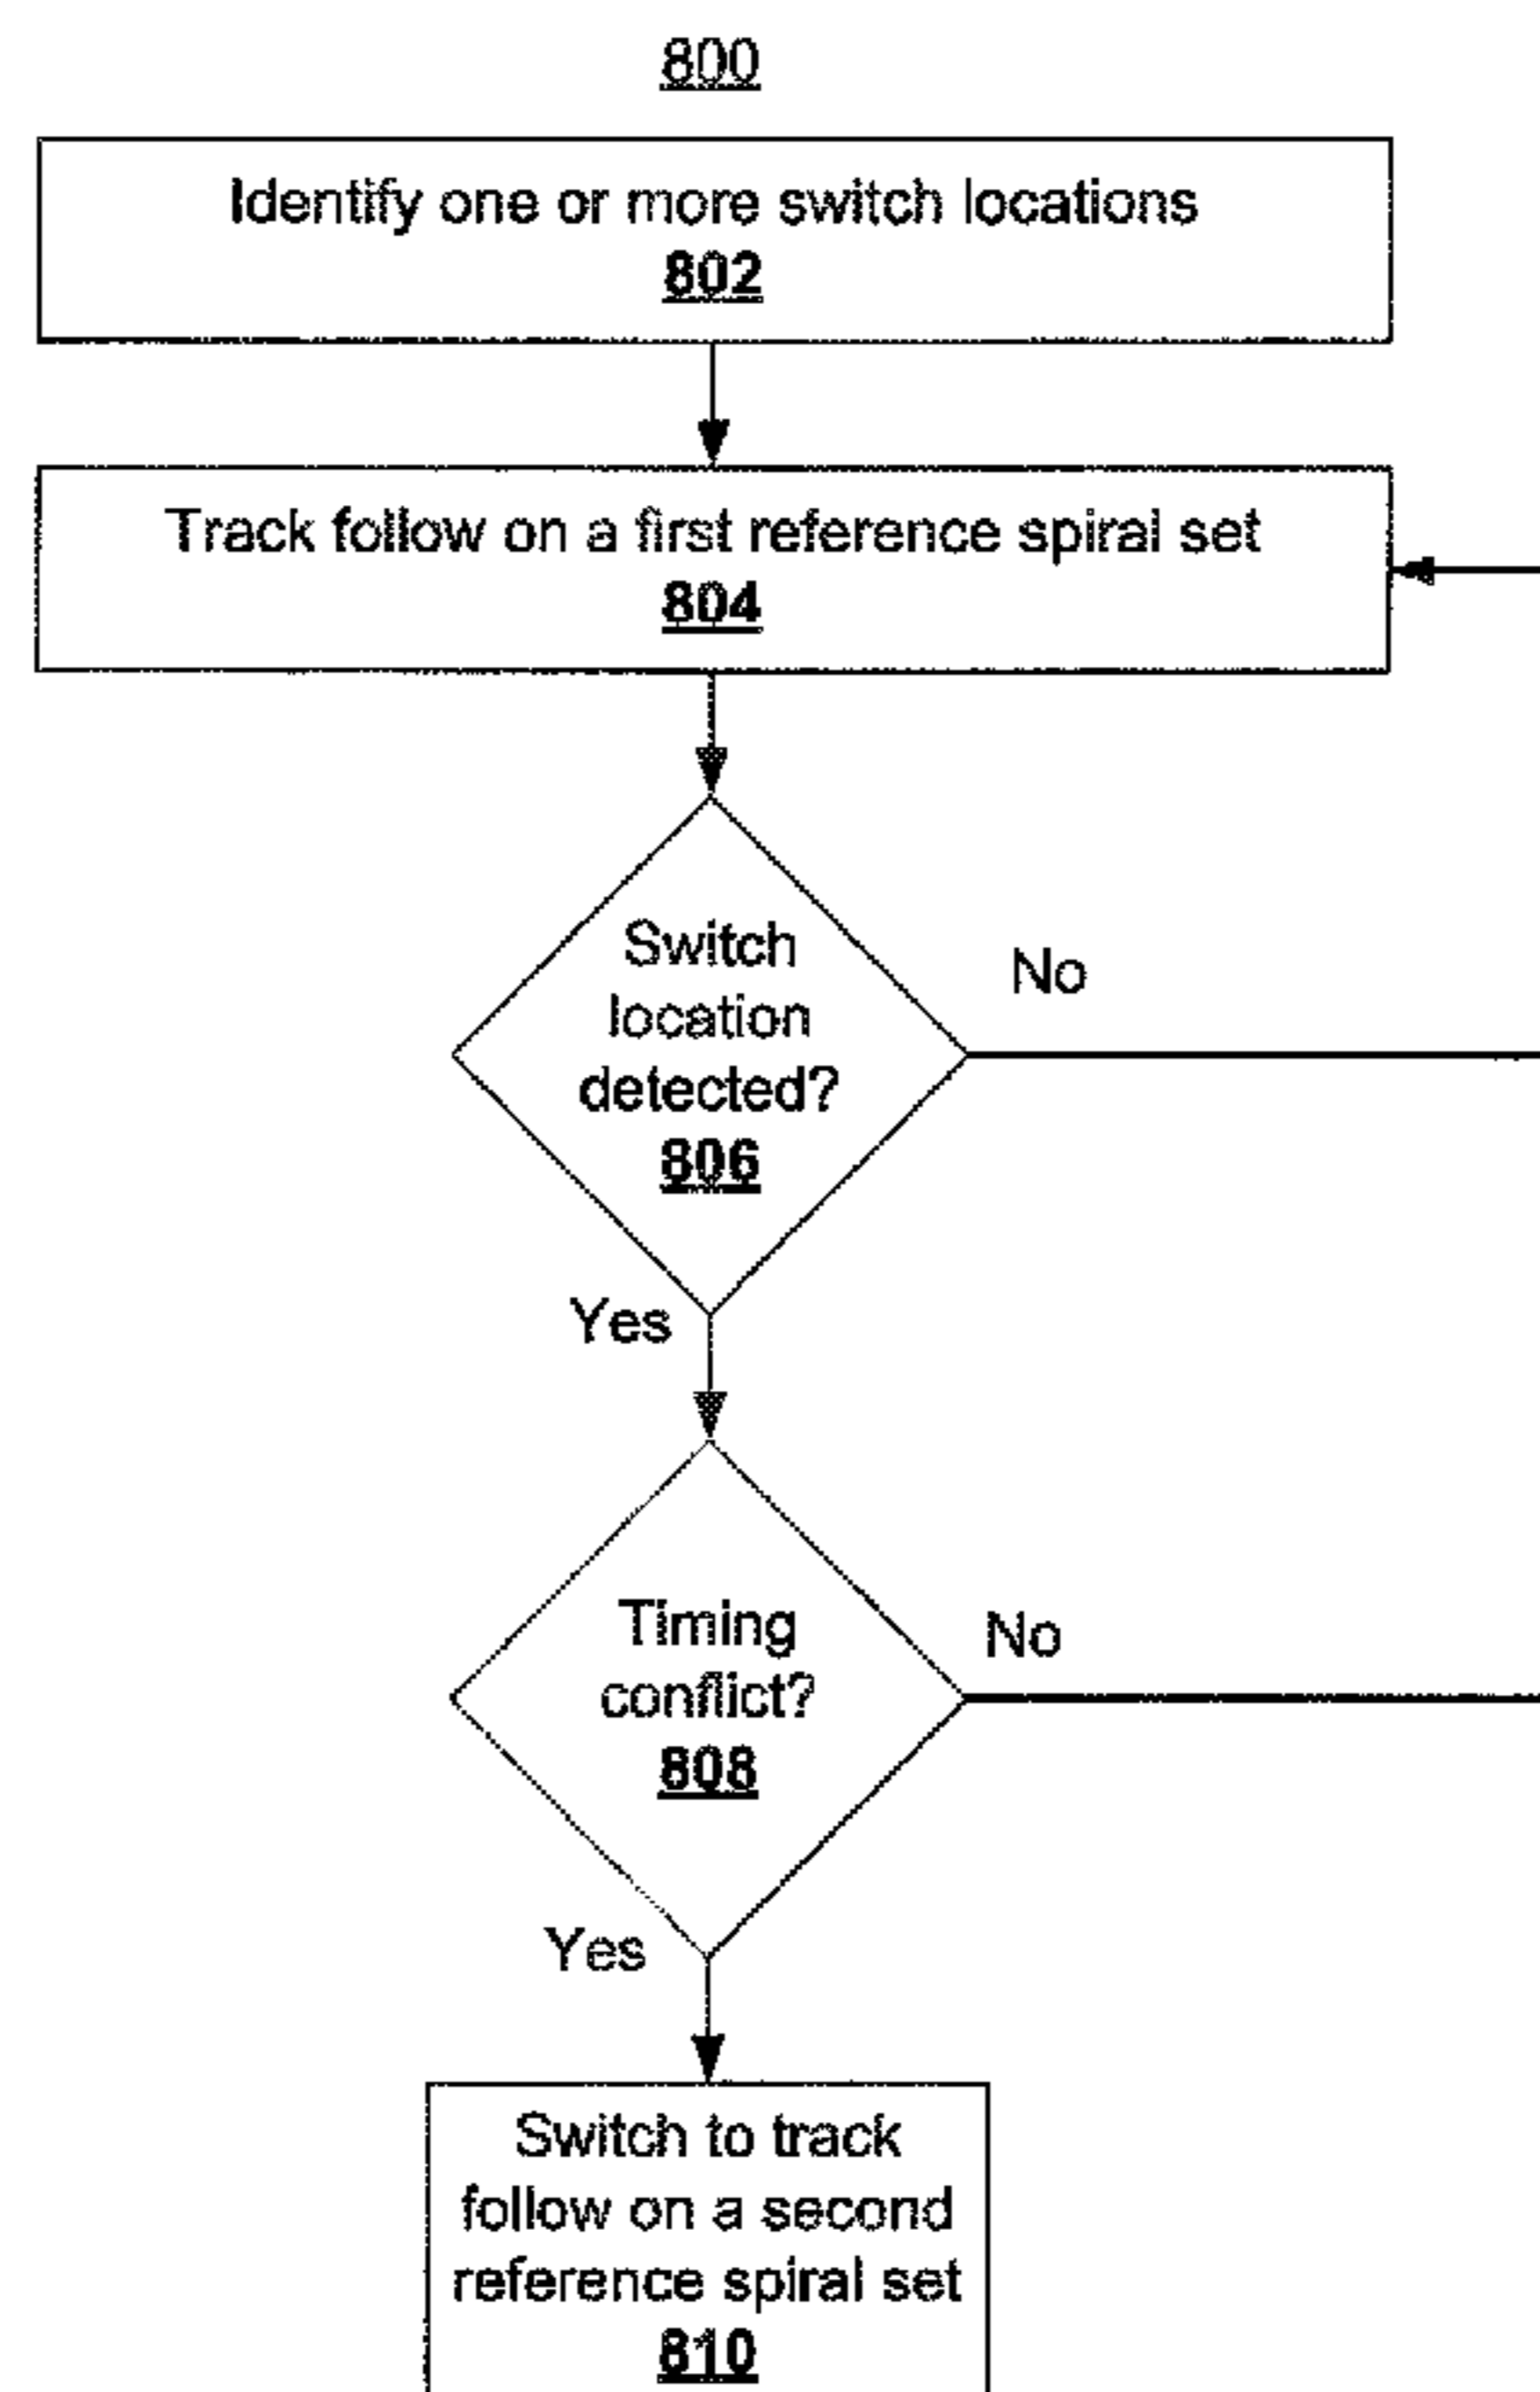 800
Identify one or more switch locations
802
Track follow on a first reference spiral set
804
Switch
location
detected?
806
No
Yes
Timing
conflict?
808
No
Yes
Switch to track
follow on a second
reference spiral set
810